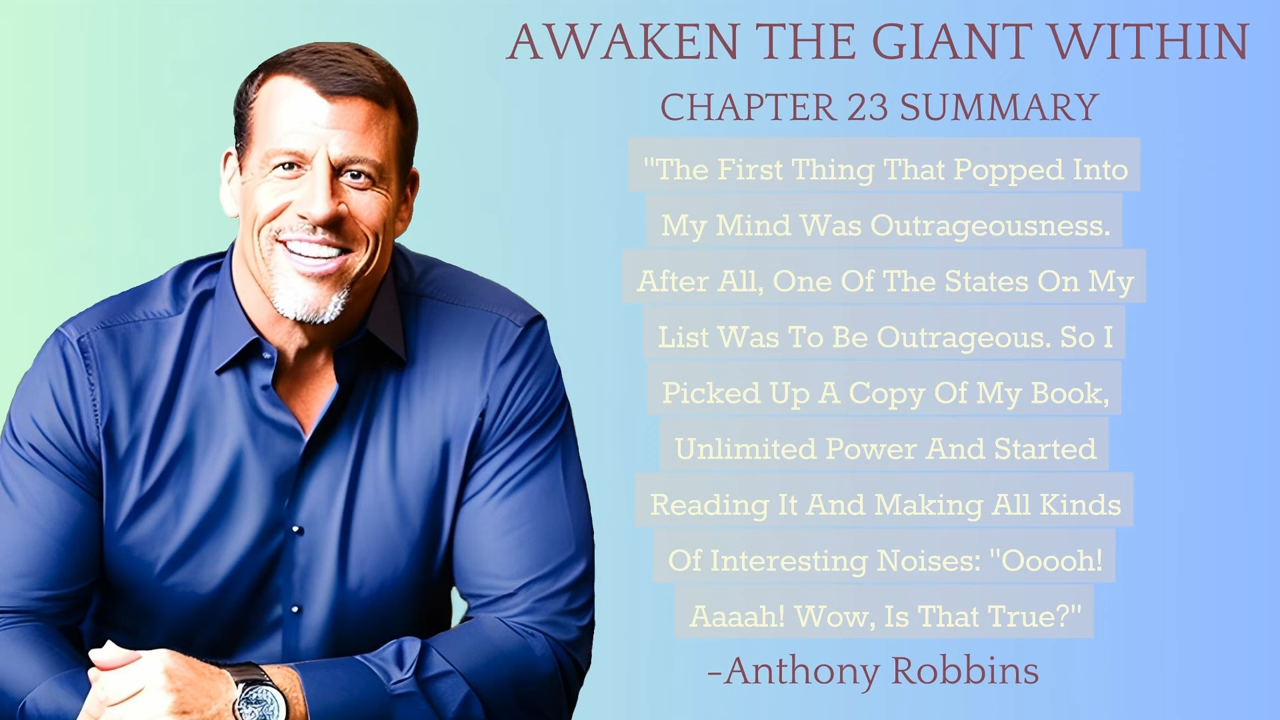 AWAKEN THE GIANT WITHIN
CHAPTER 23 SUMMARY
"The First Thing That Popped Into
My Mind Was Outrageousness.
After All, One Of The States On My
List Was To Be Outrageous. So I
Picked Up A Copy Of My Book,
Unlimited Power And Started
Reading It And Making All Kinds
Of Interesting Noises: "Ooooh!
Aaaah! Wow, Is That True?"
-Anthony Robbins